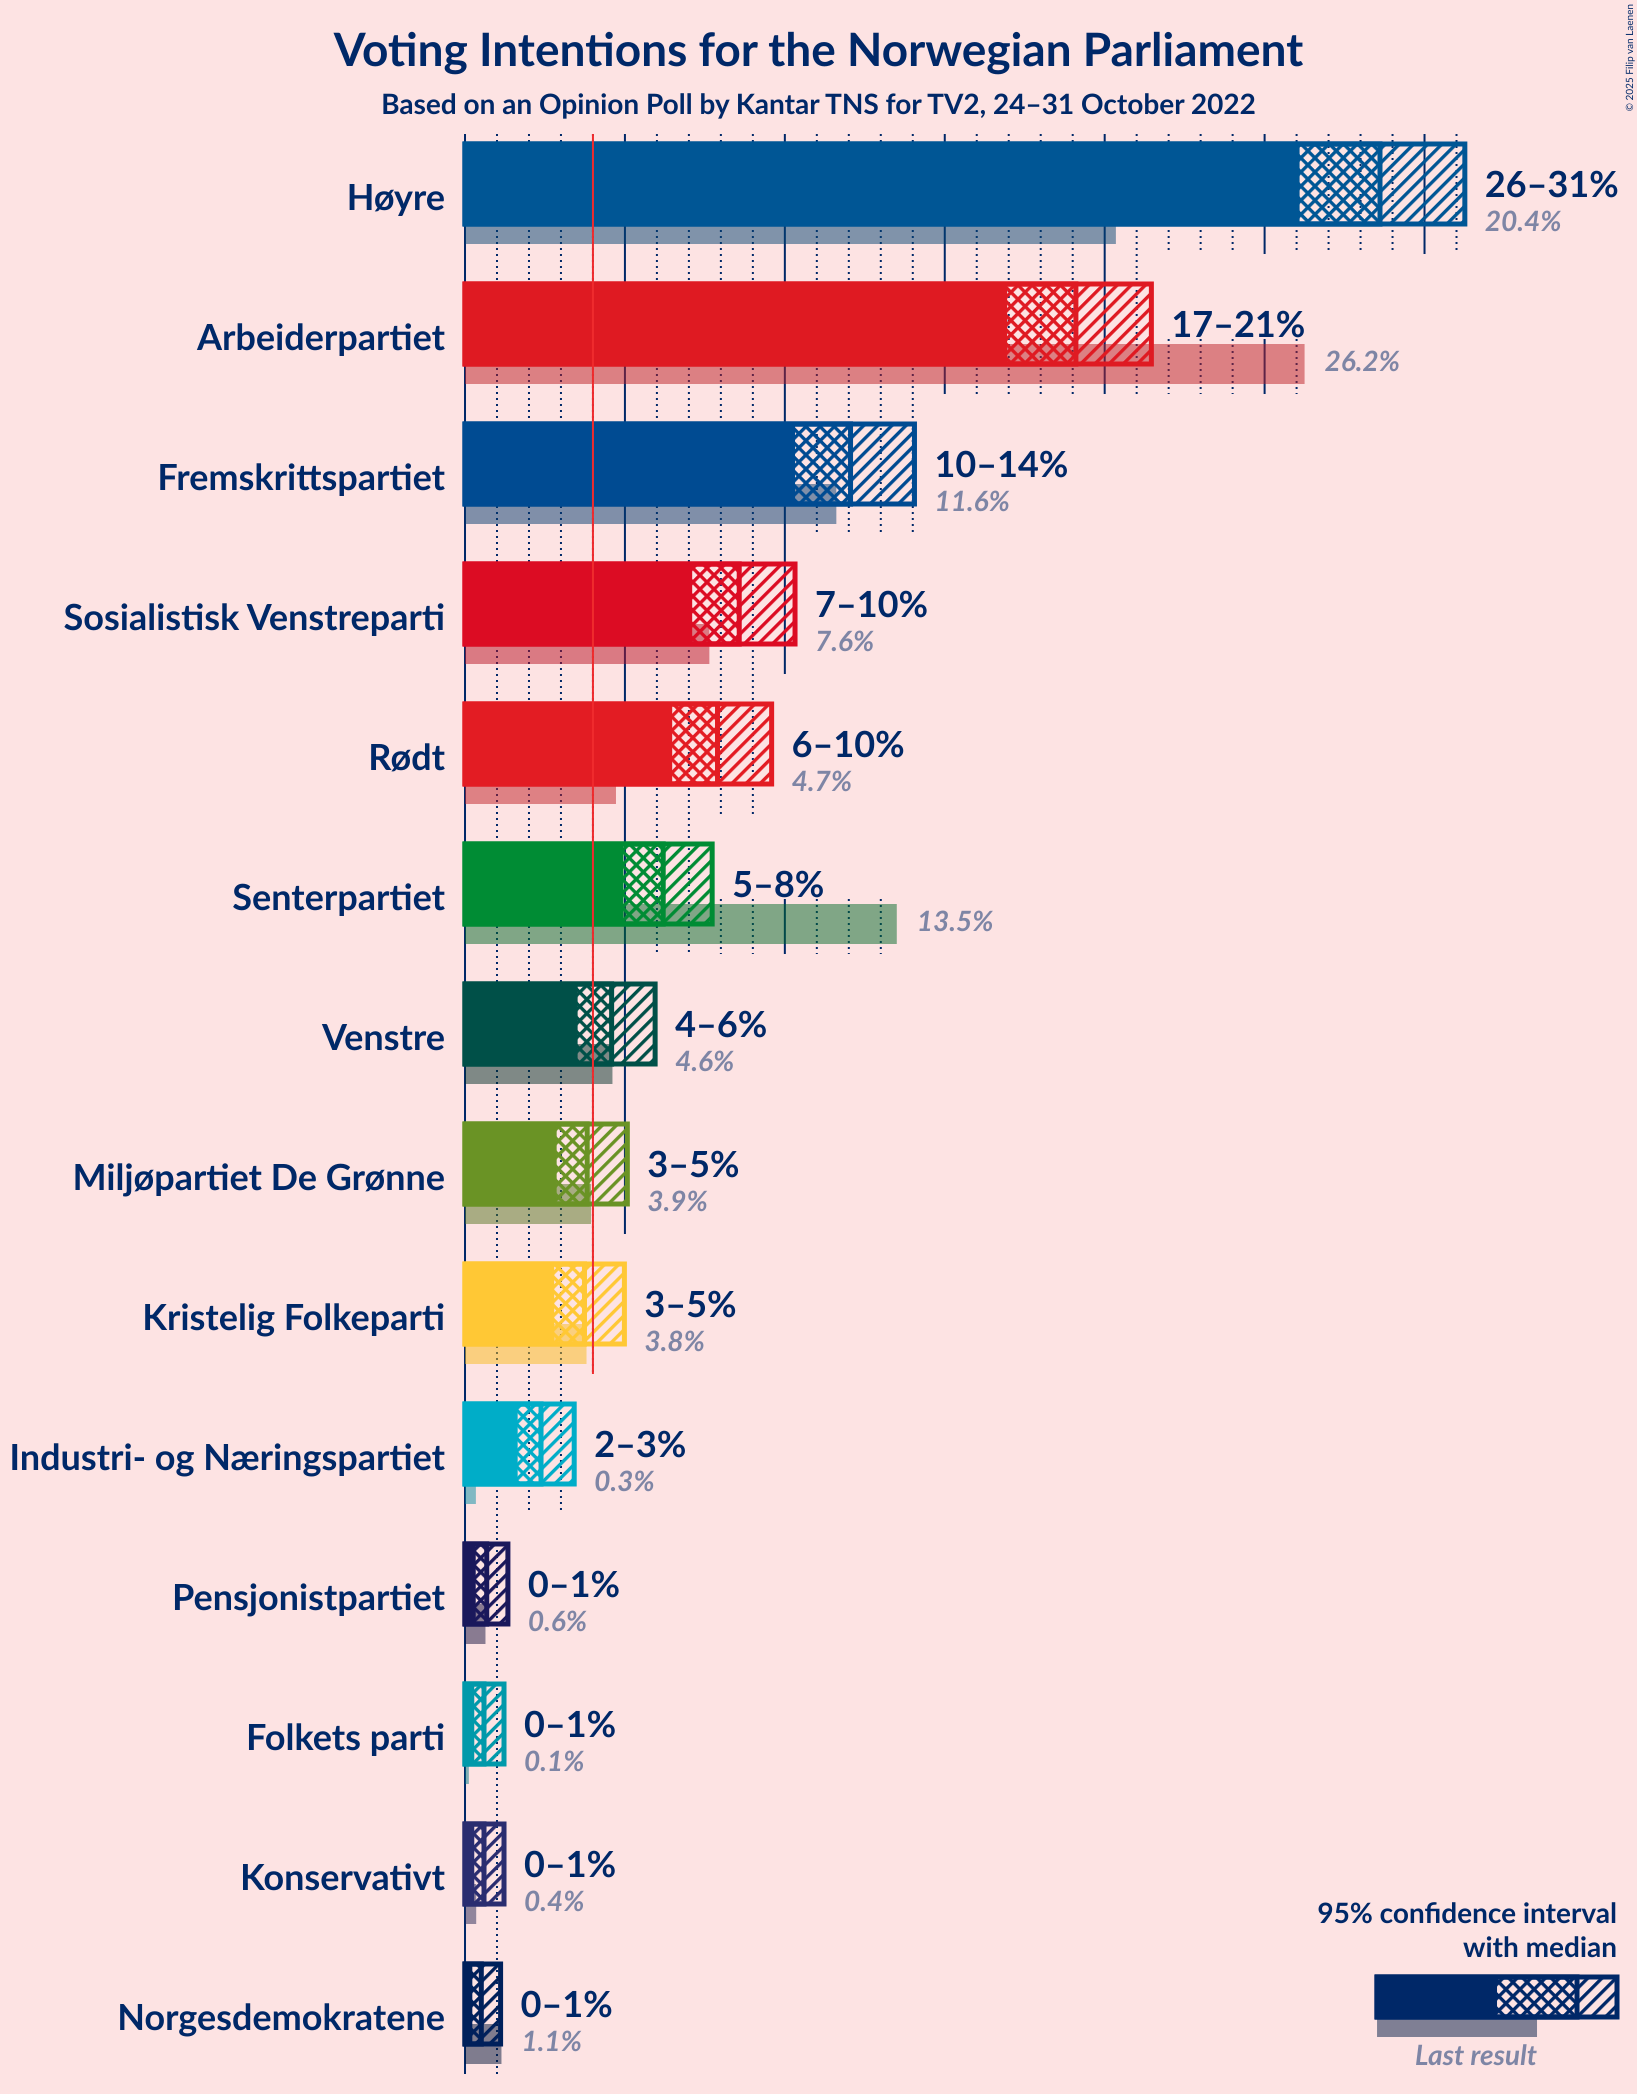 Voting Intentions for the Norwegian Parliament
Based on an Opinion Poll by Kantar TNS for TV2, 24–31 October 2022
© 2025 Filip van Laenen
Høyre
26–31%
20.4%
Arbeiderpartiet
17–21%
26.2%
Fremskrittspartiet
10–14%
11.6%
Sosialistisk Venstreparti
7–10%
7.6%
Rødt
6–10%
4.7%
Senterpartiet
5–8%
13.5%
Venstre
4–6%
4.6%
Miljøpartiet De Grønne
3–5%
3.9%
Kristelig Folkeparti
3–5%
3.8%
Industri- og Næringspartiet
2–3%
0.3%
Pensjonistpartiet
0–1%
0.6%
Folkets parti
0–1%
0.1%
Konservativt
0–1%
0.4%
Norgesdemokratene
0–1%
1.1%
95% confidence interval
with median
Last result